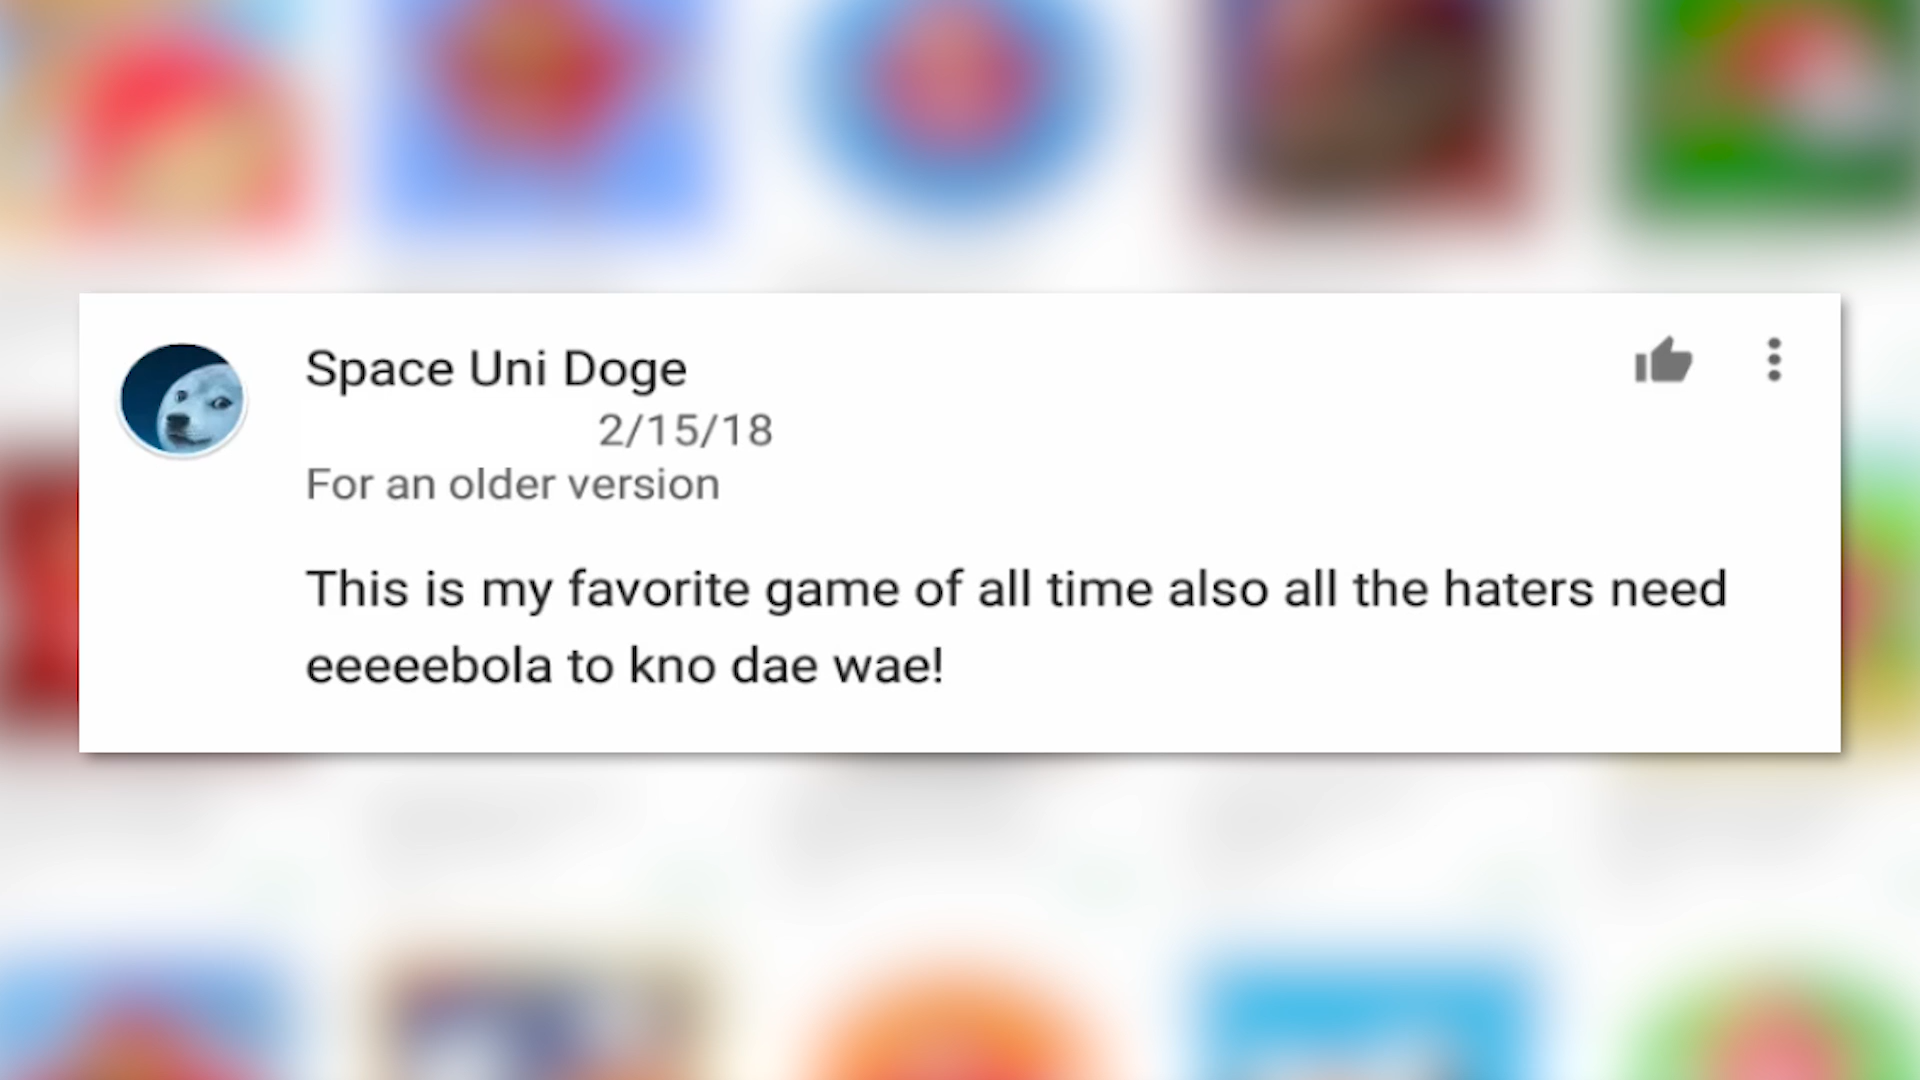 Space Uni Doge
2/15/18
For an older version
This is my favorite game of all time also all the haters need
eeeeebola to kno dae wae!